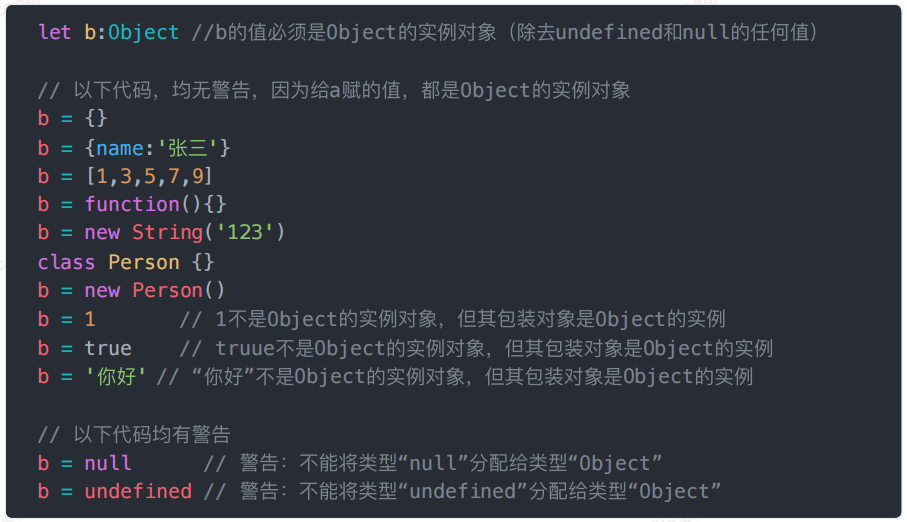 let b:Object //b的值必须是Object的实例对象（除去undefined和null的任何值）
// 以下代码，均无警告，因为给a赋的值，都是Object的实例对象
b = {}
b = {name:'张三'}
b = [1,3,5,7,9]
b = function(){}
b = new String('123')
class Person {}
b = new Person()
b = 1       // 1不是Object的实例对象，但其包装对象是Object的实例
b = true    // truue不是Object的实例对象，但其包装对象是Object的实例
b = '你好' // “你好”不是Object的实例对象，但其包装对象是Object的实例
// 以下代码均有警告
b = null      // 警告：不能将类型“null”分配给类型“Object”
b = undefined // 警告：不能将类型“undefined”分配给类型“Object”